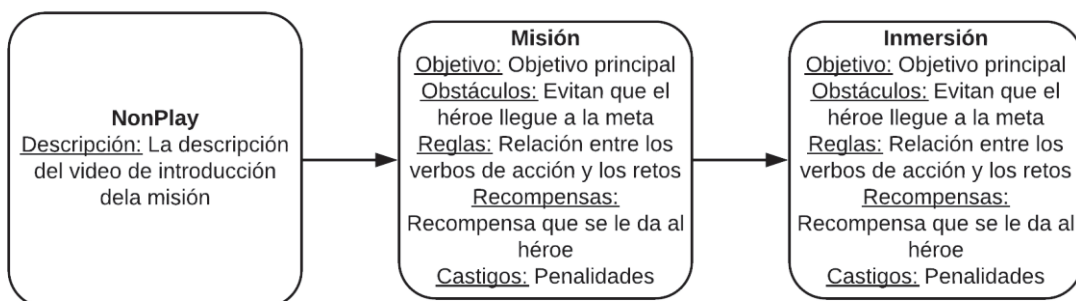 NonPlay
Descripción: La descripción
del video de introducción
dela misión
Misión
Objetivo: Objetivo principal
Obstáculos: Evitan que el
héroe llegue a la meta
Reglas: Relación entre los
verbos de acción y los retos
Recompensas:
Recompensa que se le da al
héroe
Castigos: Penalidades
Inmersión
Objetivo: Objetivo principal
Obstáculos: Evitan que el
héroe llegue a la meta
Reglas: Relación entre los
verbos de acción y los retos
Recompensas:
Recompensa que se le da al
héroe
Castigos: Penalidades